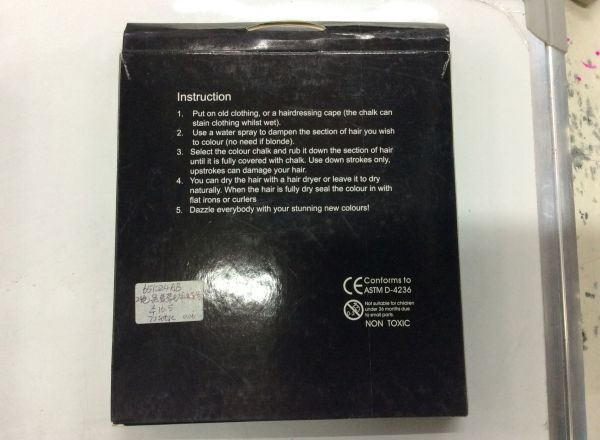 Instruction
1. Put on old clothing, or a hairdressing cape (the chalk can
stain clothing whilst wet).
2. Use a water spray to dampen the section of hair you wish
to colour (no need if blonde).
3. Select the colour chalk and rub it down the section of hair
until it is fully covered with chalk. Use down strokes only,
upstrokes can damage your hair.
4. You can dry the hair with a hair dryer or leave it to dry
naturally. When the hair is fully dry seal the colour in with
flat irons or curlers
5. Dazzle everybody with your stunning new colours!
CE Conforms to
ASTM D-4236
Not suitable for children
under 36 months due
to small parts
NON TOXIC